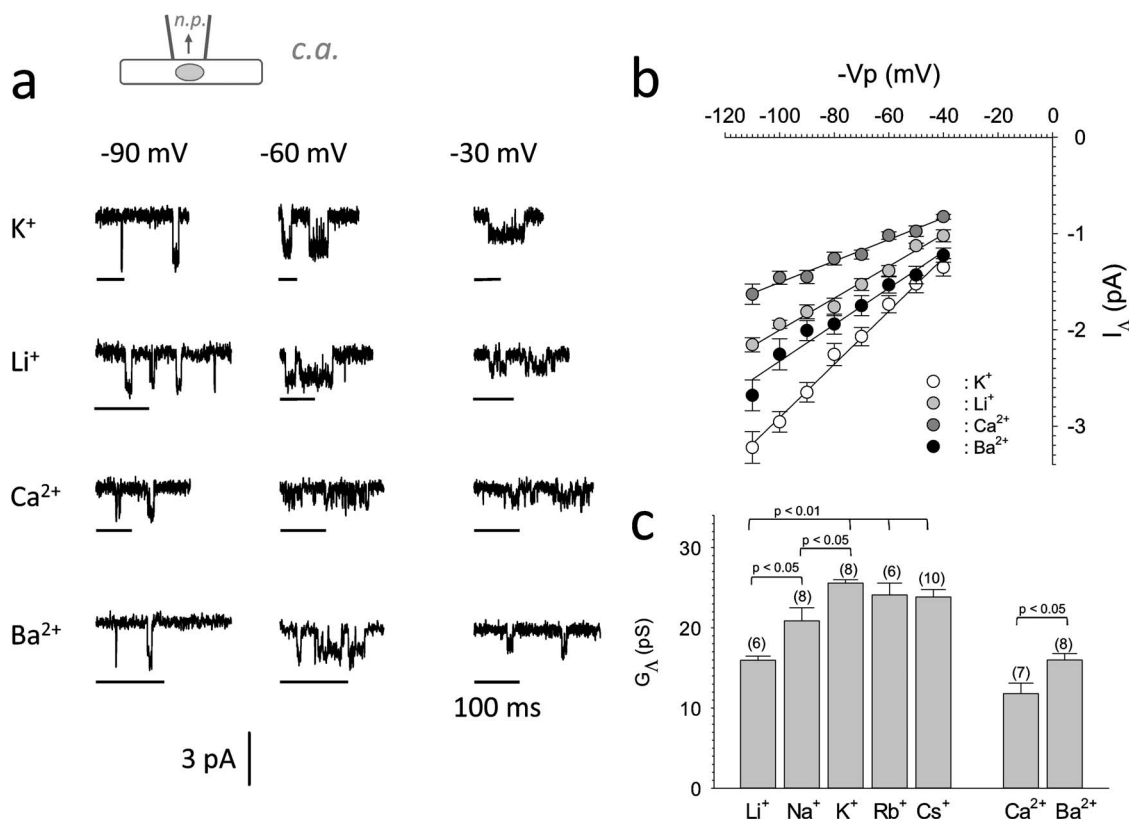 n.p.
c.a.
a
-90 mV -60 mV -30 mV
K+
Li+
Ca2+
Ba2+
100 ms
3 pA
b
-Vp (mV)
-120 -100 -80 -60 -40 -20 0
0
-1
-2
-3
I^ (pA)
: K+
: Li+
: Ca2+
: Ba2+
c
p < 0.01
p < 0.05
p < 0.05
p < 0.05
(6) (8) (8) (6) (10) (7) (8)
30
20
10
0
G^ (pS)
Li+ Na+ K+ Rb+ Cs+ Ca2+ Ba2+